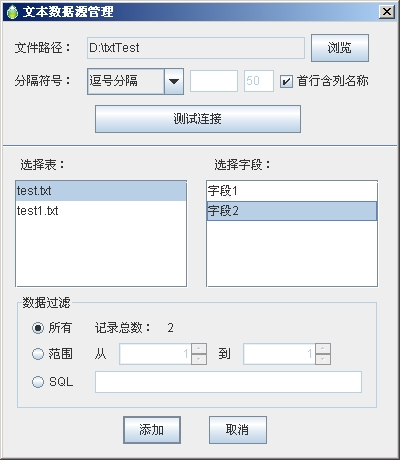 文本数据源管理
文件路径： D:\txtTest 浏览
分隔符号： 逗号分隔 50 首行含列名称
测试连接
选择表： 选择字段：
test.txt 字段1
test1.txt 字段2
数据过滤
所有 记录总数： 2
范围 从 1 到 1
SQL
添加 取消